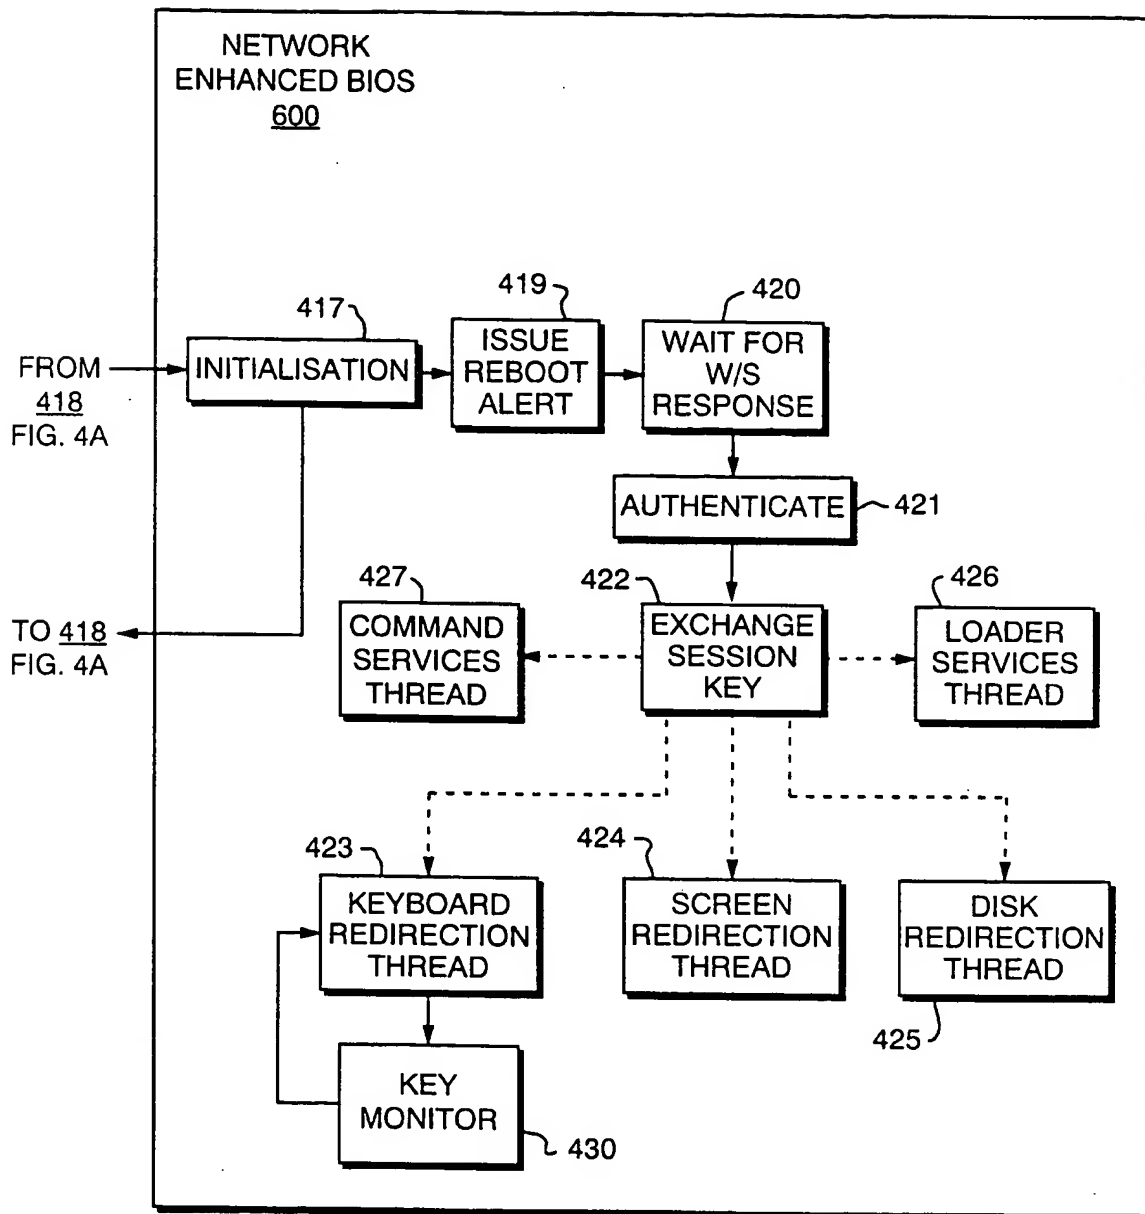 NETWORK
ENHANCED BIOS
600
417
INITIALISATION
419
ISSUE
REBOOT
ALERT
420
WAIT FOR
W/S
RESPONSE
FROM
418
FIG. 4A
AUTHENTICATE
421
TO 418
FIG. 4A
427
COMMAND
SERVICES
THREAD
422
EXCHANGE
SESSION
KEY
426
LOADER
SERVICES
THREAD
423
KEYBOARD
REDIRECTION
THREAD
424
SCREEN
REDIRECTION
THREAD
DISK
REDIRECTION
THREAD
425
KEY
MONITOR
430